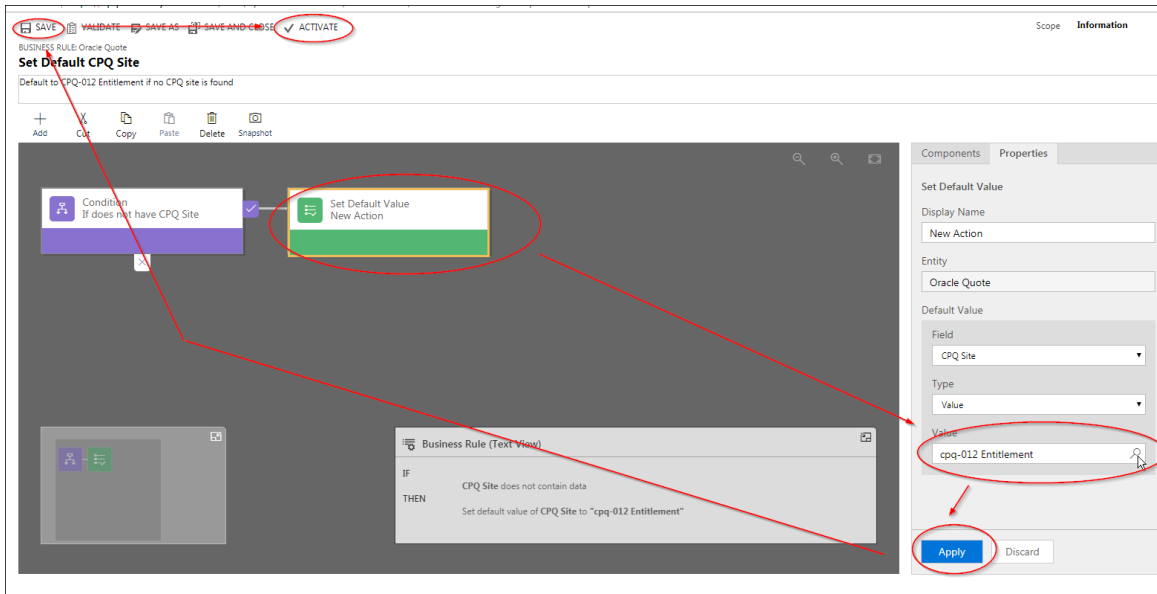 SAVE VALIDATE SAVE AS SAVE AND CLOSE ACTIVATE
Scope Information
BUSINESS RULE: Oracle Quote
Set Default CPQ Site
Default to CPQ-012 Entitlement if no CPQ site is found
Add Cut Copy Paste Delete Snapshot
Condition
If does not have CPQ Site
Set Default Value
New Action
Business Rule (Text View)
IF
CPQ Site does not contain data
THEN
Set default value of CPQ Site to "cpq-012 Entitlement"
Components Properties
Set Default Value
Display Name
New Action
Entity
Oracle Quote
Default Value
Field
CPQ Site
Type
Value
Value
cpq-012 Entitlement
Apply Discard